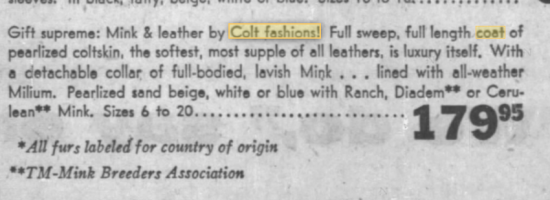 Gift supreme: Mink & leather by Colt fashions! Full sweep, full length coat of
pearlized coltskin, the softest, most supple of all leathers, is luxury itself. With
a detachable collar of full-bodied, lavish Mink . . . lined with all-weather
Milium. Pearlized sand beige, white or blue with Ranch, Diadem** or Ceru-
lean** Mink. Sizes 6 to 20.............................. 179⁹⁵
*All furs labeled for country of origin
**TM-Mink Breeders Association